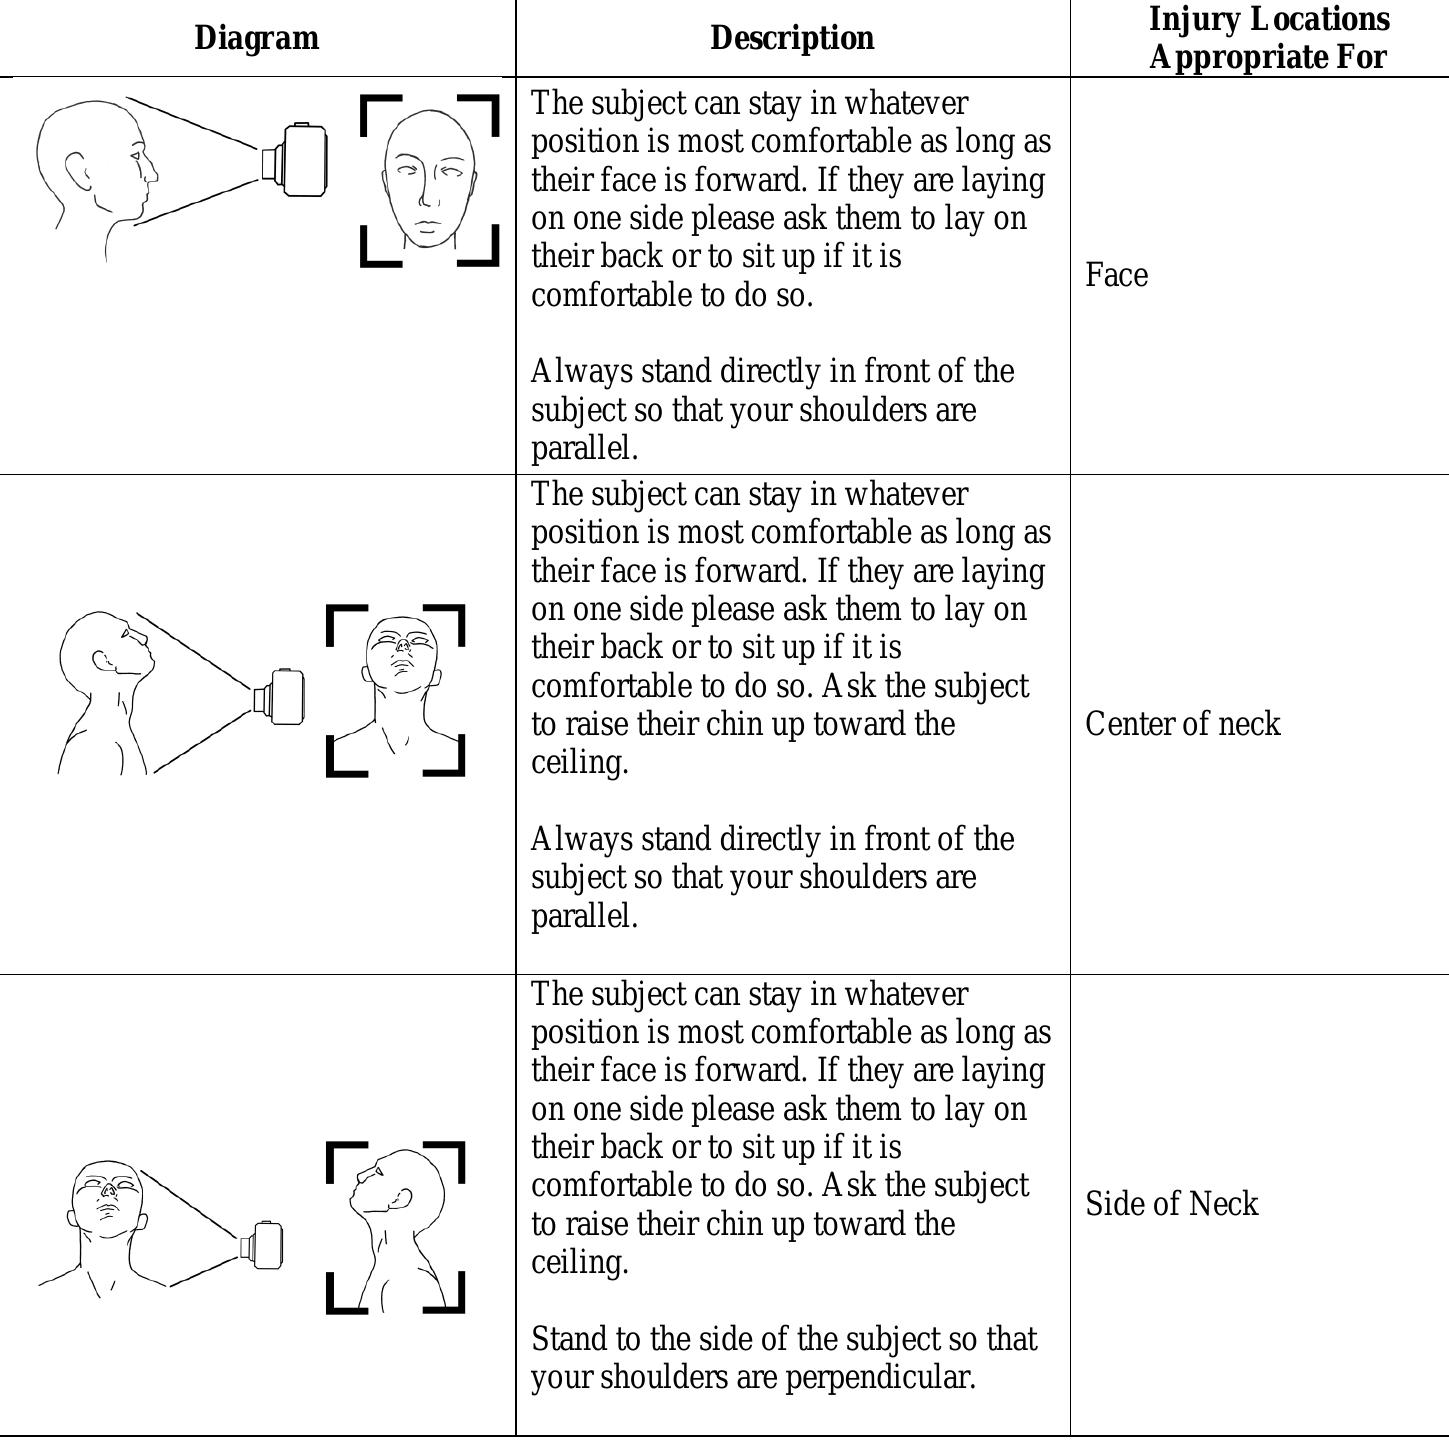 Diagram
Description
Injury Locations
Appropriate For
The subject can stay in whatever
position is most comfortable as long as
their face is forward. If they are laying
on one side please ask them to lay on
their back or to sit up if it is
comfortable to do so.
Always stand directly in front of the
subject so that your shoulders are
parallel.
Face
The subject can stay in whatever
position is most comfortable as long as
their face is forward. If they are laying
on one side please ask them to lay on
their back or to sit up if it is
comfortable to do so. Ask the subject
to raise their chin up toward the
ceiling.
Always stand directly in front of the
subject so that your shoulders are
parallel.
Center of neck
The subject can stay in whatever
position is most comfortable as long as
their face is forward. If they are laying
on one side please ask them to lay on
their back or to sit up if it is
comfortable to do so. Ask the subject
to raise their chin up toward the
ceiling.
Stand to the side of the subject so that
your shoulders are perpendicular.
Side of Neck